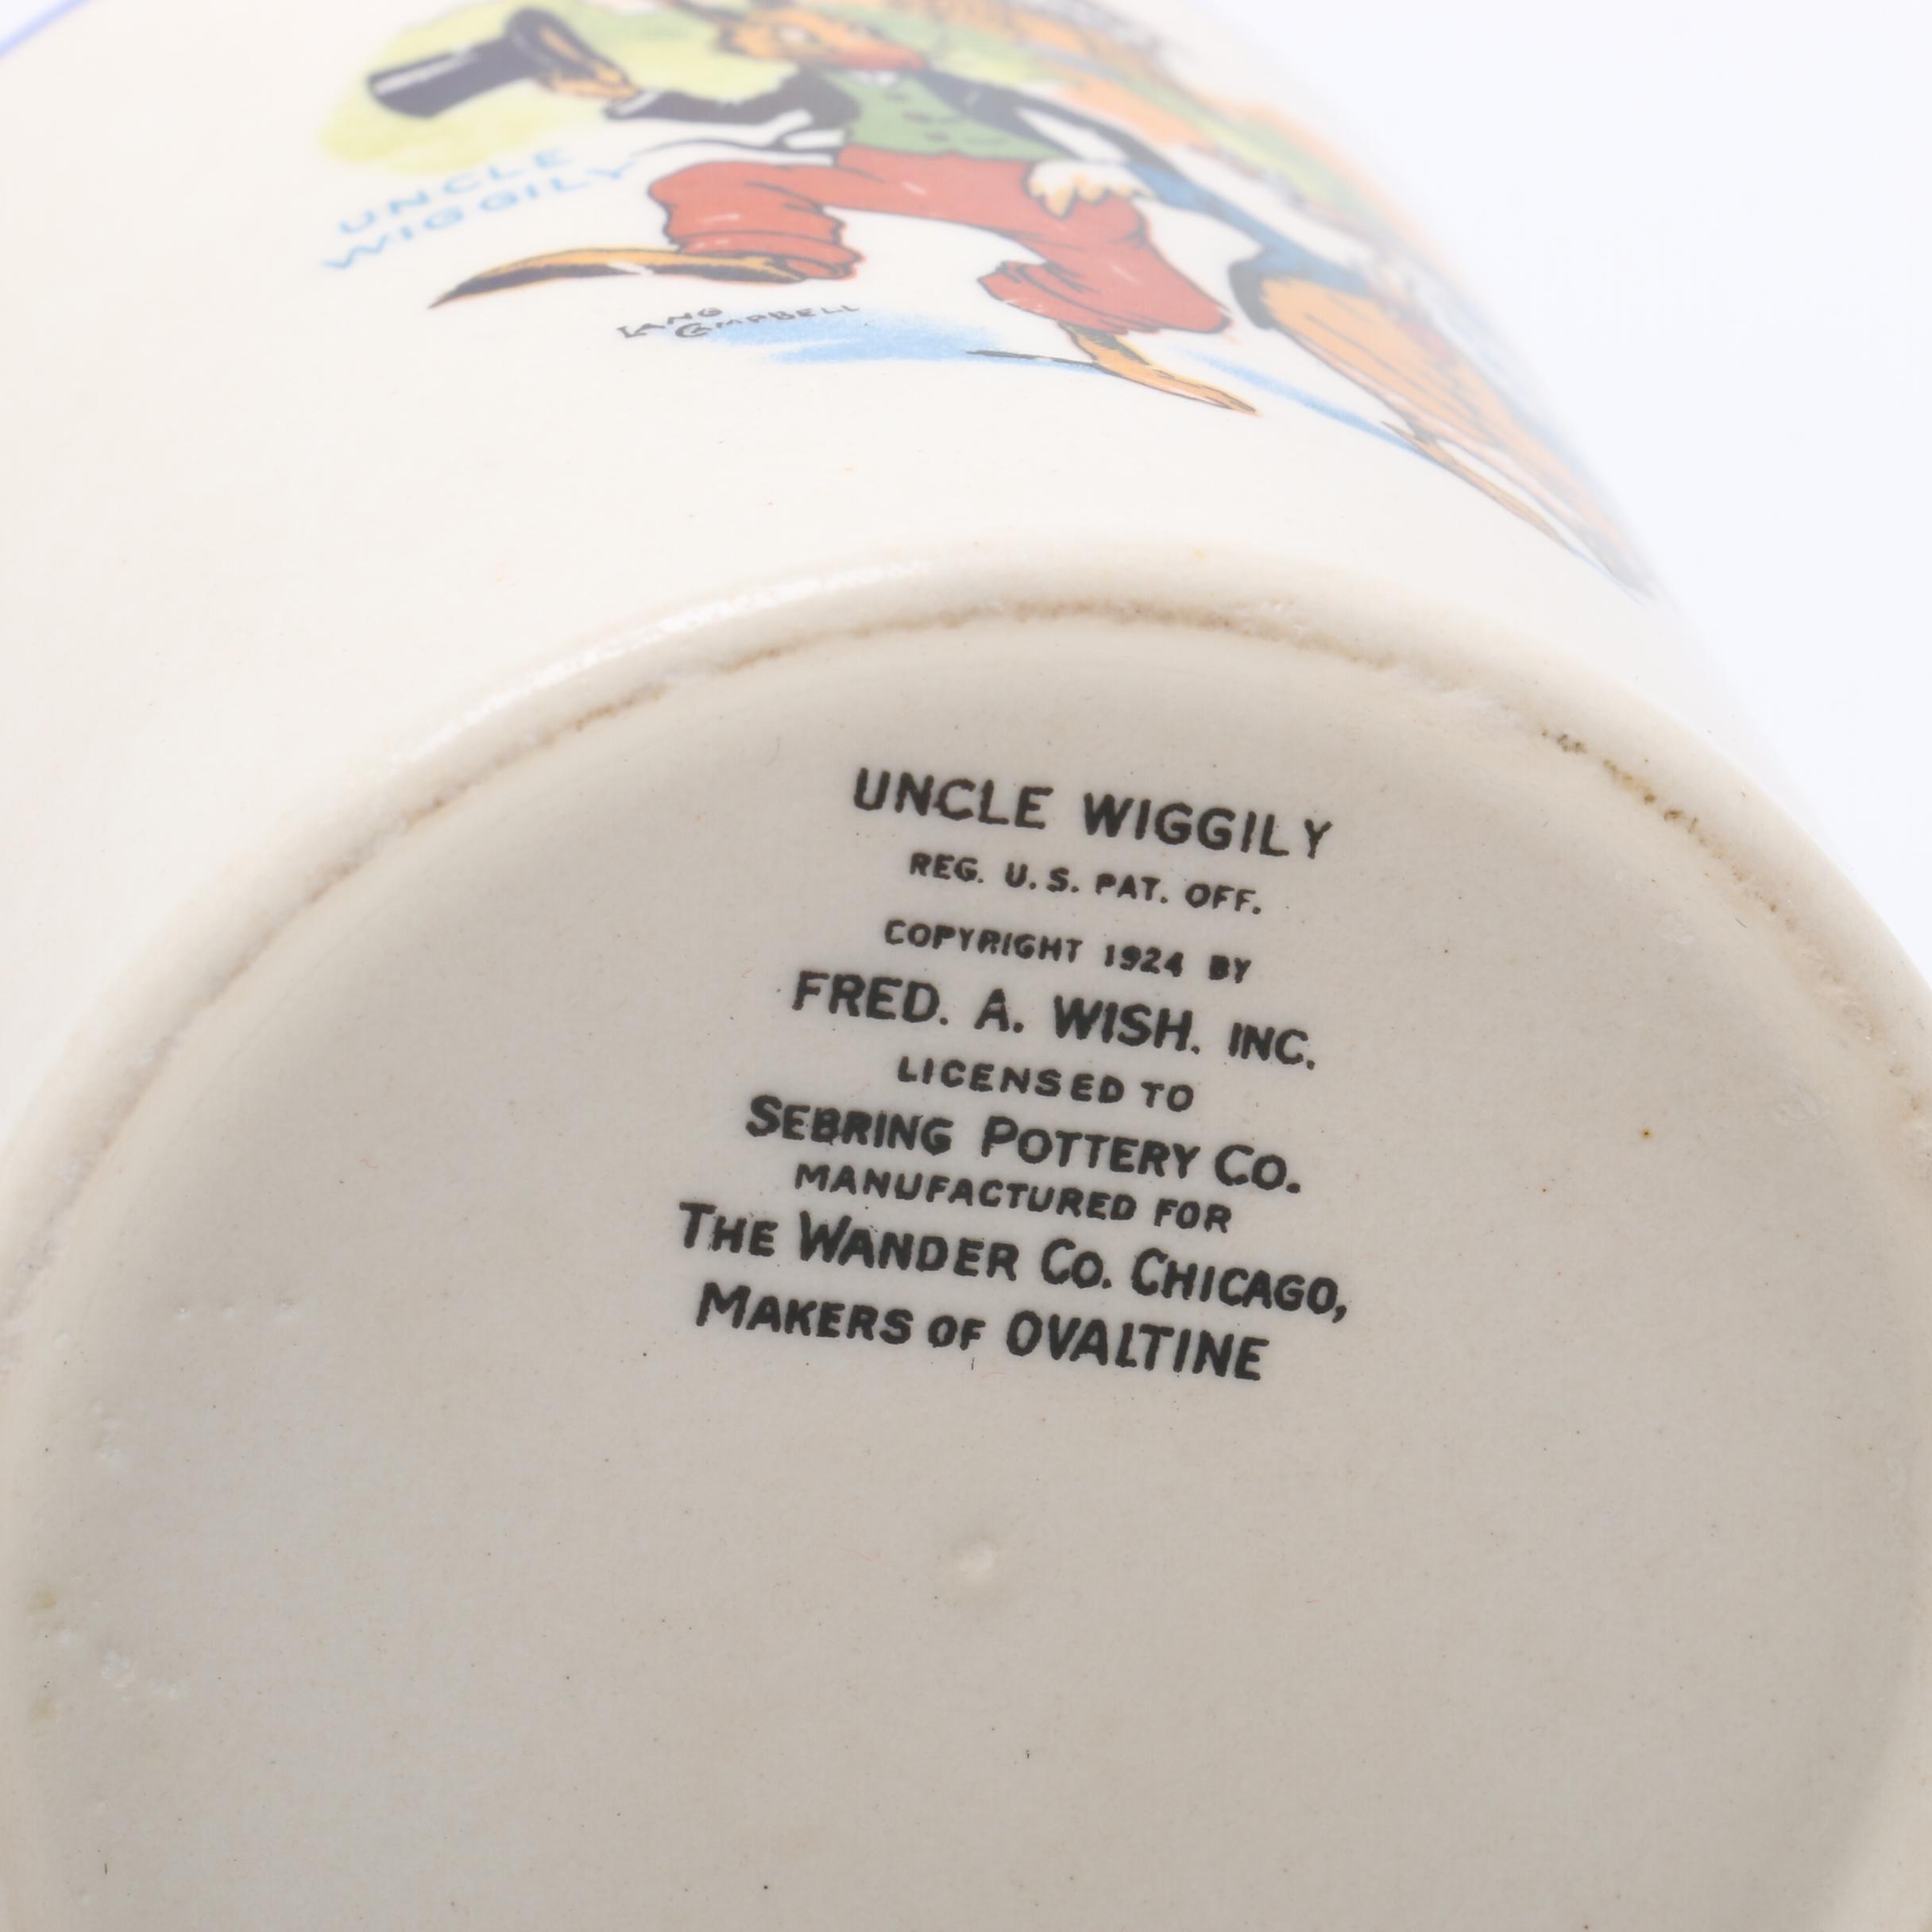 UNCLE
WIGGILY
LANG
CAMPBELL
UNCLE WIGGILY
REG. U.S. PAT. OFF.
COPYRIGHT 1924 BY
FRED. A. WISH. INC.
LICENSED TO
SEBRING POTTERY CO.
MANUFACTURED FOR
THE WANDER CO. CHICAGO,
MAKERS OF OVALTINE